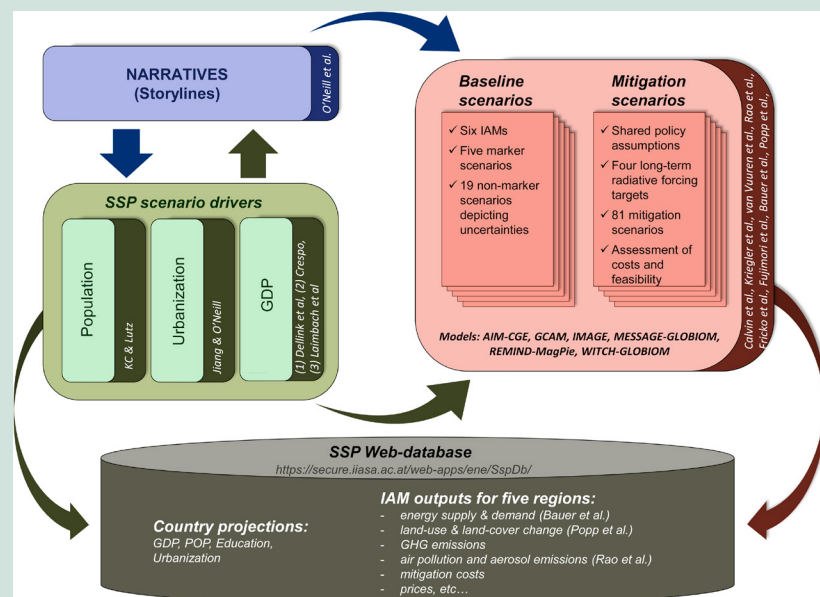 NARRATIVES
(Storylines)
O'Neill et al.
SSP scenario drivers
Population
KC & Lutz
Urbanization
Jiang & O'Neill
GDP
(1) Dellink et al, (2) Crespo,
(3) Laimbach et al
Baseline
scenarios
✓ Six IAMs
✓ Five marker
scenarios
✓ 19 non-marker
scenarios
depicting
uncertainties
Mitigation
scenarios
✓ Shared policy
assumptions
✓ Four long-term
radiative forcing
targets
✓ 81 mitigation
scenarios
✓ Assessment of
costs and
feasibility
Models: AIM-CGE, GCAM, IMAGE, MESSAGE-GLOBIOM,
REMIND-MagPie, WITCH-GLOBIOM
Calvin et al., Kriegler et al., van Vuuren et al., Rao et al.,
Fricko et al., Fujimori et al., Bauer et al., Popp et al.,
SSP Web-database
https://secure.iiasa.ac.at/web-apps/ene/SspDb/
Country projections:
GDP, POP, Education,
Urbanization
IAM outputs for five regions:
- energy supply & demand (Bauer et al.)
- land-use & land-cover change (Popp et al.)
- GHG emissions
- air pollution and aerosol emissions (Rao et al.)
- mitigation costs
- prices, etc…